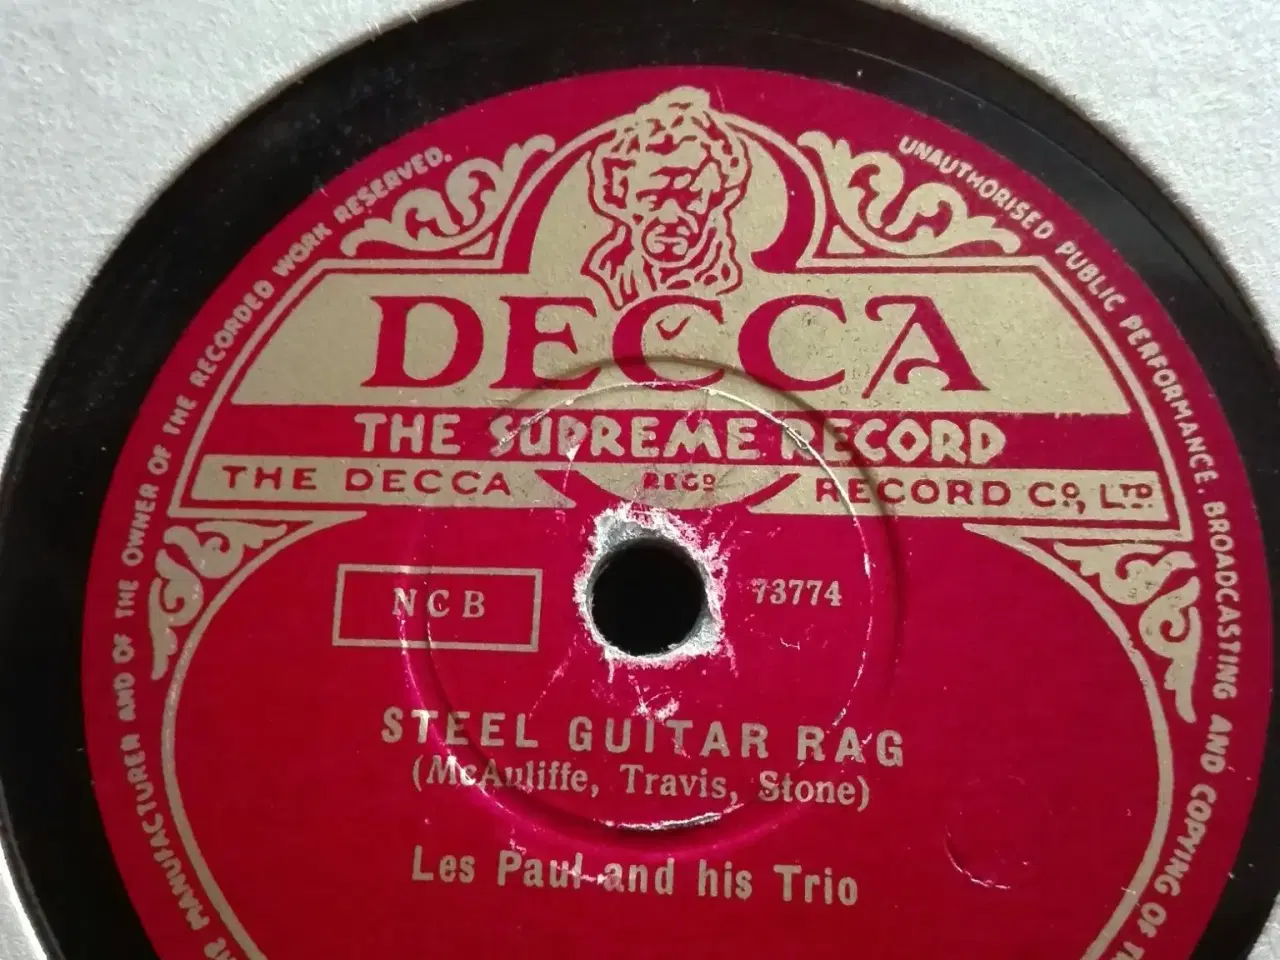 MANUFACTURER AND OF THE OWNER OF THE RECORDED WORK RESERVED.
UNAUTHORISED PUBLIC PERFORMANCE. BROADCASTING AND COPYING OF
DECCA
THE SUPREME RECORD
THE DECCA REGD RECORD CO, LTD
NCB
73774
STEEL GUITAR RAG
(McAuliffe, Travis, Stone)
Les Paul and his Trio